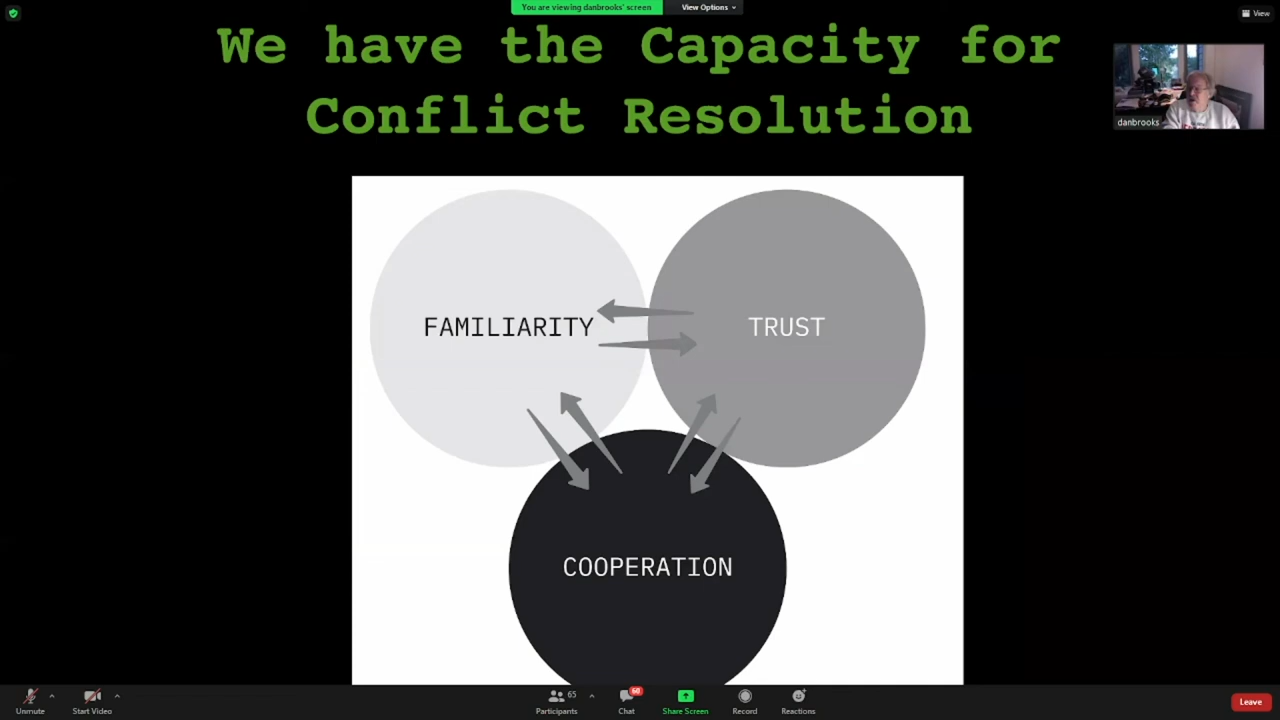 You are viewing danbrooks' screen
View Options
View
We have the Capacity for
Conflict Resolution
danbrooks
FAMILIARITY
TRUST
COOPERATION
Unmute
Start Video
65
Participants
60
Chat
Share Screen
Record
Reactions
Leave